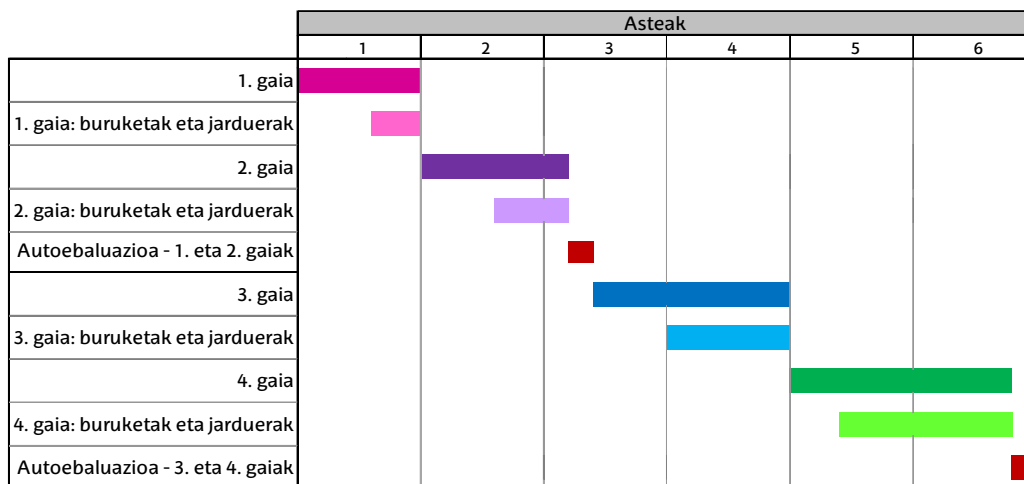 Asteak
1 2 3 4 5 6
1. gaia
1. gaia: buruketak eta jarduerak
2. gaia
2. gaia: buruketak eta jarduerak
Autoebaluazioa - 1. eta 2. gaiak
3. gaia
3. gaia: buruketak eta jarduerak
4. gaia
4. gaia: buruketak eta jarduerak
Autoebaluazioa - 3. eta 4. gaiak